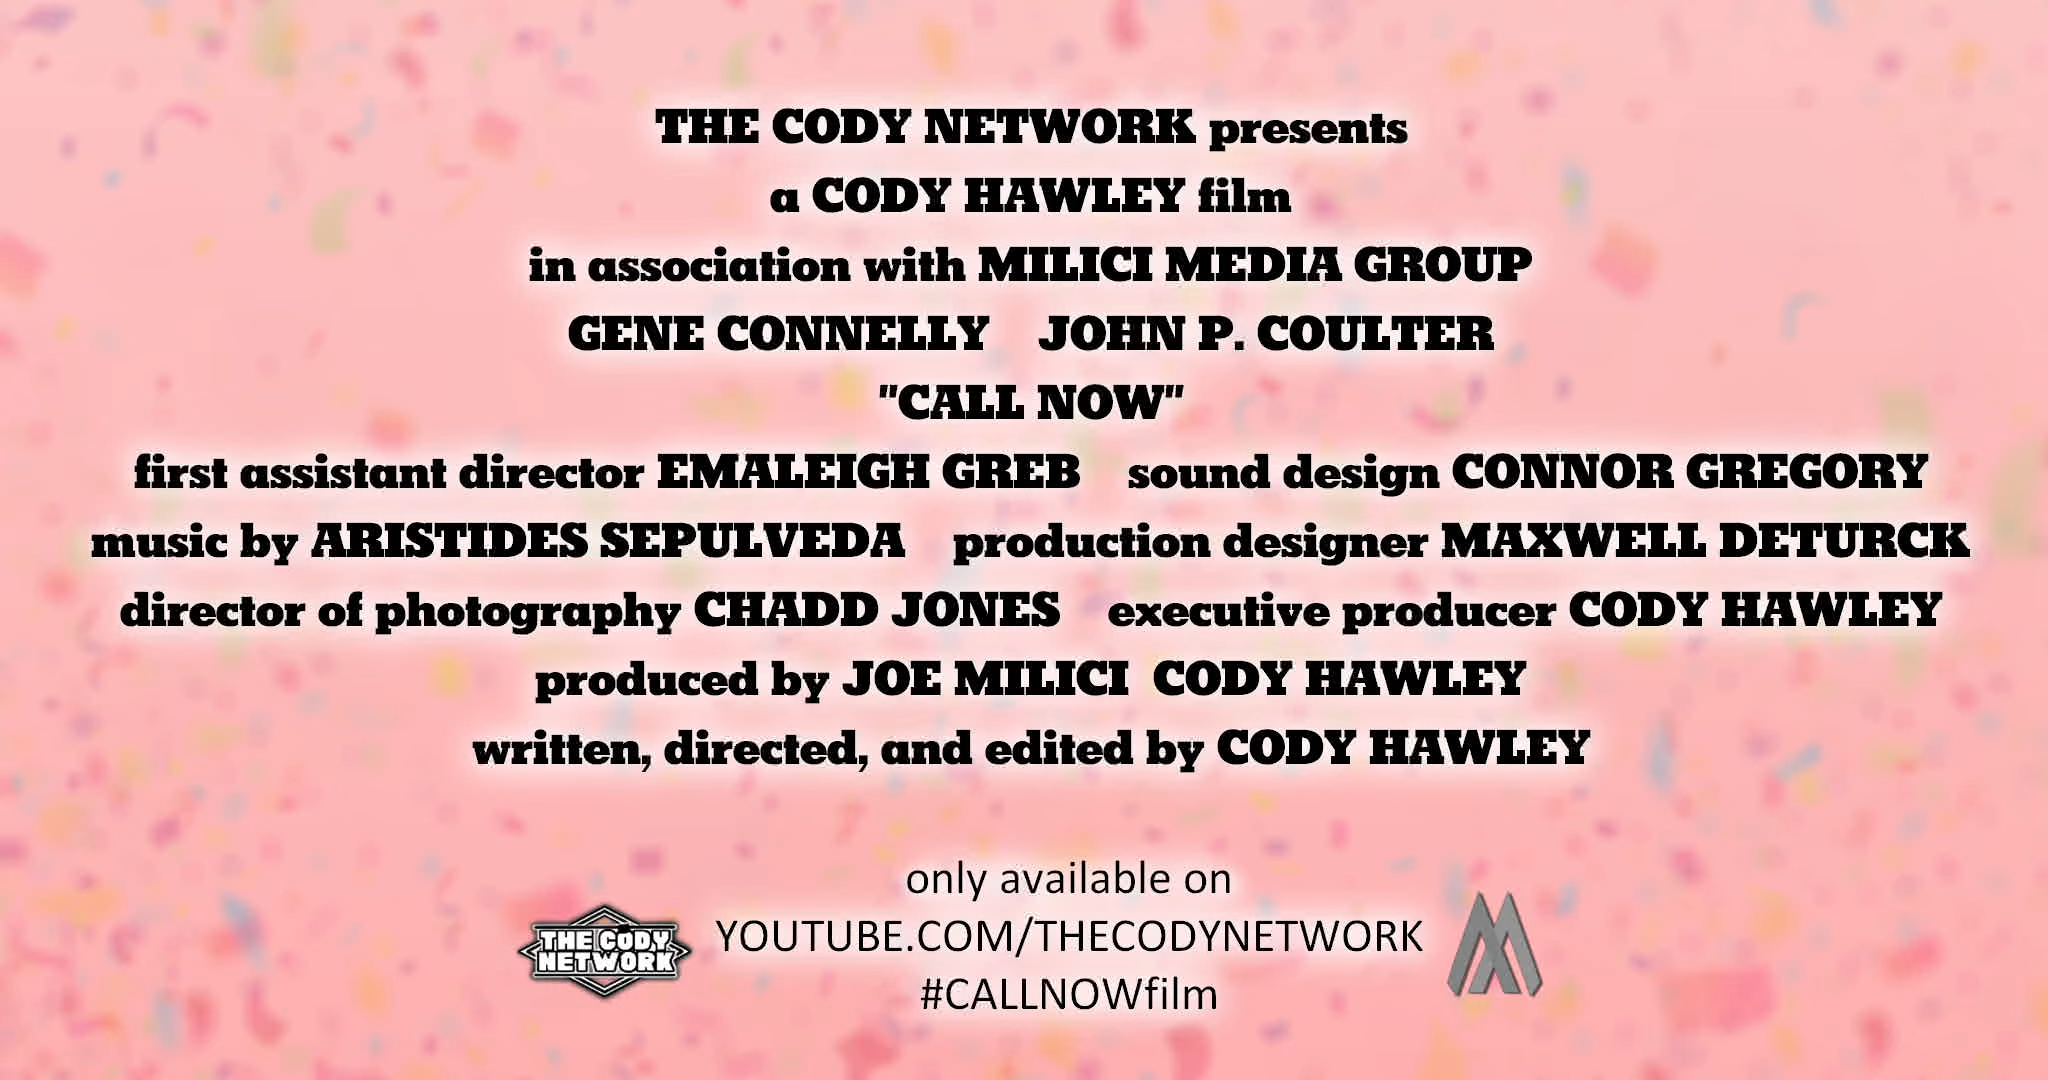 THE CODY NETWORK presents
a CODY HAWLEY film
in association with MILICI MEDIA GROUP
GENE CONNELLY JOHN P. COULTER
"CALL NOW"
first assistant director EMALEIGH GREB sound design CONNOR GREGORY
music by ARISTIDES SEPULVEDA production designer MAXWELL DETURCK
director of photography CHADD JONES executive producer CODY HAWLEY
produced by JOE MILICI CODY HAWLEY
written, directed, and edited by CODY HAWLEY
only available on
YOUTUBE.COM/THECODYNETWORK
#CALLNOWfilm
THE CODY
NETWORK